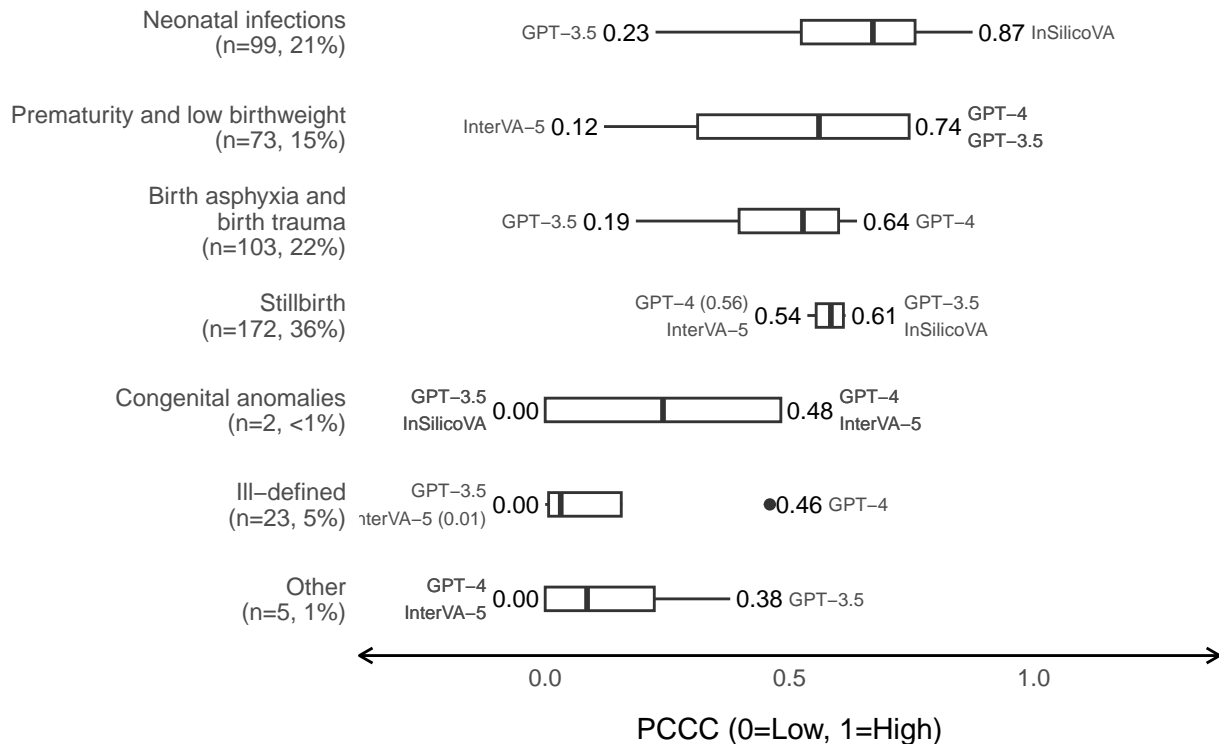 Neonatal infections
(n=99, 21%)
GPT−3.5 0.23
0.87 InSilicoVA
Prematurity and low birthweight
(n=73, 15%)
InterVA−5 0.12
0.74 GPT−4
GPT−3.5
Birth asphyxia and
birth trauma
(n=103, 22%)
GPT−3.5 0.19
0.64 GPT−4
Stillbirth
(n=172, 36%)
GPT−4 (0.56)
InterVA−5 0.54
0.61 GPT−3.5
InSilicoVA
Congenital anomalies
(n=2, <1%)
GPT−3.5
InSilicoVA 0.00
0.48 GPT−4
InterVA−5
Ill−defined
(n=23, 5%)
GPT−3.5
nterVA−5 (0.01) 0.00
0.46 GPT−4
Other
(n=5, 1%)
GPT−4
InterVA−5 0.00
0.38 GPT−3.5
0.0 0.5 1.0
PCCC (0=Low, 1=High)